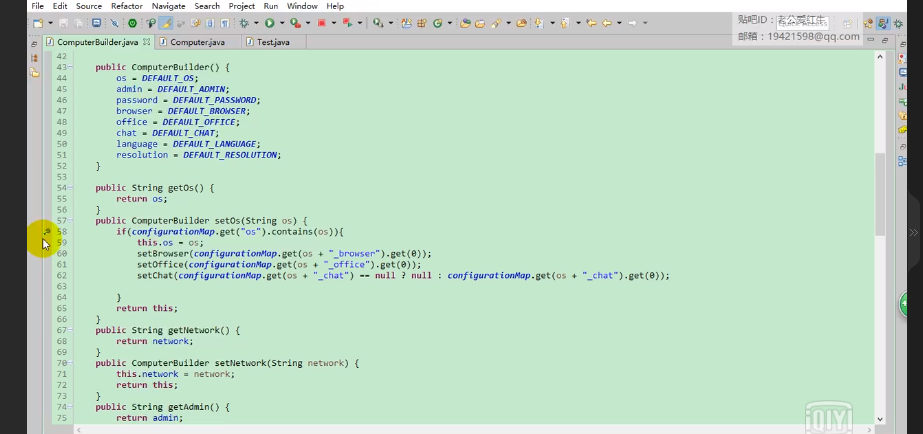 File Edit Source Refactor Navigate Search Project Run Window Help
贴吧ID：老公爱红牛
邮箱：19421598@qq.com
ComputerBuilder.java Computer.java Test.java
42
43 public ComputerBuilder() {
44 os = DEFAULT_OS;
45 admin = DEFAULT_ADMIN;
46 password = DEFAULT_PASSWORD;
47 browser = DEFAULT_BROWSER;
48 office = DEFAULT_OFFICE;
49 chat = DEFAULT_CHAT;
50 language = DEFAULT_LANGUAGE;
51 resolution = DEFAULT_RESOLUTION;
52 }
53
54 public String getOs() {
55 return os;
56 }
57 public ComputerBuilder setOs(String os) {
58 if(configurationMap.get("os").contains(os)){
59 this.os = os;
60 setBrowser(configurationMap.get(os + "_browser").get(0));
61 setOffice(configurationMap.get(os + "_office").get(0));
62 setChat(configurationMap.get(os + "_chat") == null ? null : configurationMap.get(os + "_chat").get(0));
63
64 }
65 return this;
66 }
67 public String getNetwork() {
68 return network;
69 }
70 public ComputerBuilder setNetwork(String network) {
71 this.network = network;
72 return this;
73 }
74 public String getAdmin() {
75 return admin;
iQIYI